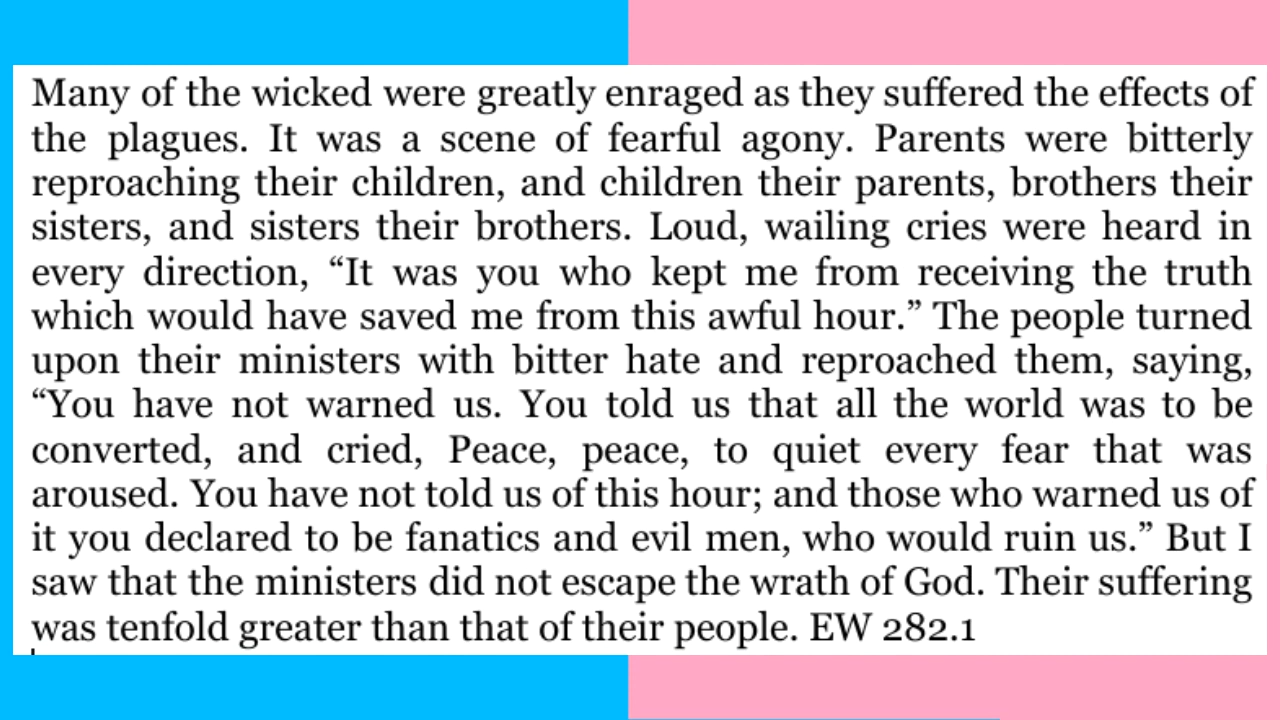 Many of the wicked were greatly enraged as they suffered the effects of
the plagues. It was a scene of fearful agony. Parents were bitterly
reproaching their children, and children their parents, brothers their
sisters, and sisters their brothers. Loud, wailing cries were heard in
every direction, “It was you who kept me from receiving the truth
which would have saved me from this awful hour.” The people turned
upon their ministers with bitter hate and reproached them, saying,
“You have not warned us. You told us that all the world was to be
converted, and cried, Peace, peace, to quiet every fear that was
aroused. You have not told us of this hour; and those who warned us of
it you declared to be fanatics and evil men, who would ruin us.” But I
saw that the ministers did not escape the wrath of God. Their suffering
was tenfold greater than that of their people. EW 282.1